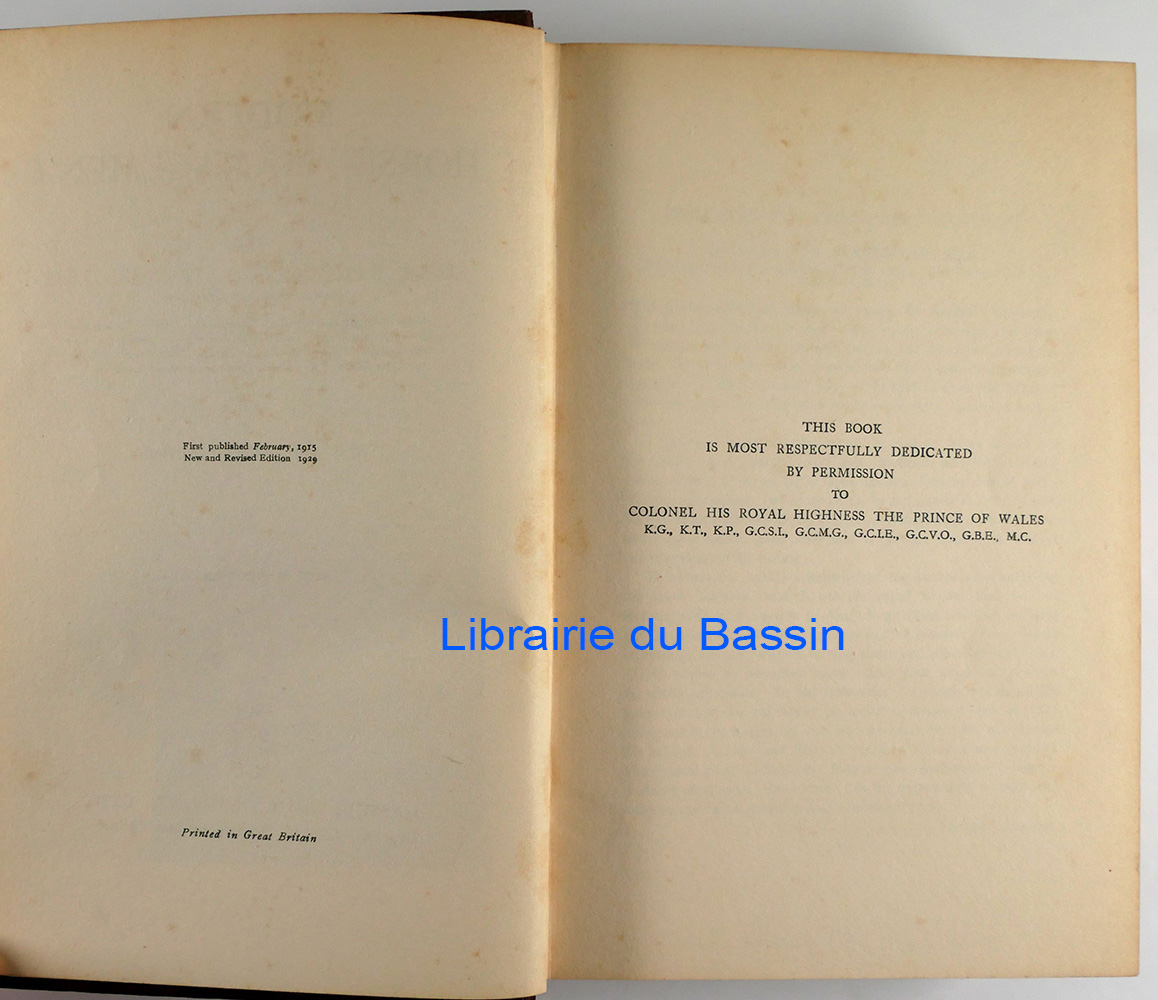 First published February, 1915
New and Revised Edition 1929
Printed in Great Britain
THIS BOOK
IS MOST RESPECTFULLY DEDICATED
BY PERMISSION
TO
COLONEL HIS ROYAL HIGHNESS THE PRINCE OF WALES
K.G., K.T., K.P., G.C.S.I., G.C.M.G., G.C.I.E., G.C.V.O., G.B.E., M.C.
Librairie du Bassin